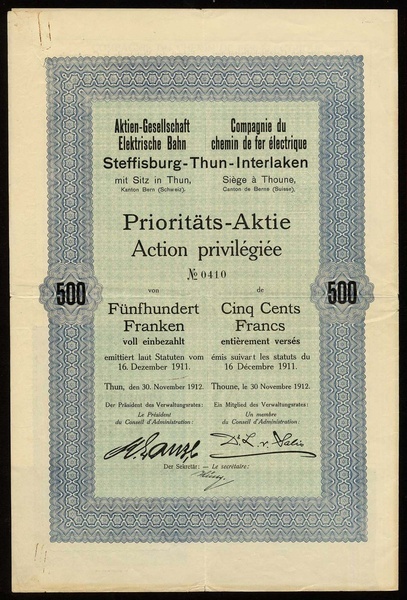 Aktien-Gesellschaft
Elektrische Bahn
Compagnie du
chemin de fer électrique
Steffisburg-Thun-Interlaken
mit Sitz in Thun,
Kanton Bern (Schweiz).
Siège à Thoune,
Canton de Berne (Suisse).
Prioritäts-Aktie
Action privilégiée
№ 0410
von
Fünfhundert
Franken
voll einbezahlt
emittiert laut Statuten vom
16. Dezember 1911.
de
Cinq Cents
Francs
entièrement versés
émis suivant les statuts du
16 Décembre 1911.
500
500
Thun, den 30. November 1912.
Thoune, le 30 Novembre 1912.
Der Präsident des Verwaltungsrates:
Le Président
du Conseil d'Administration:
Ein Mitglied des Verwaltungsrates:
Un membre
du Conseil d'Administration:
Der Sekretär: — Le secrétaire: